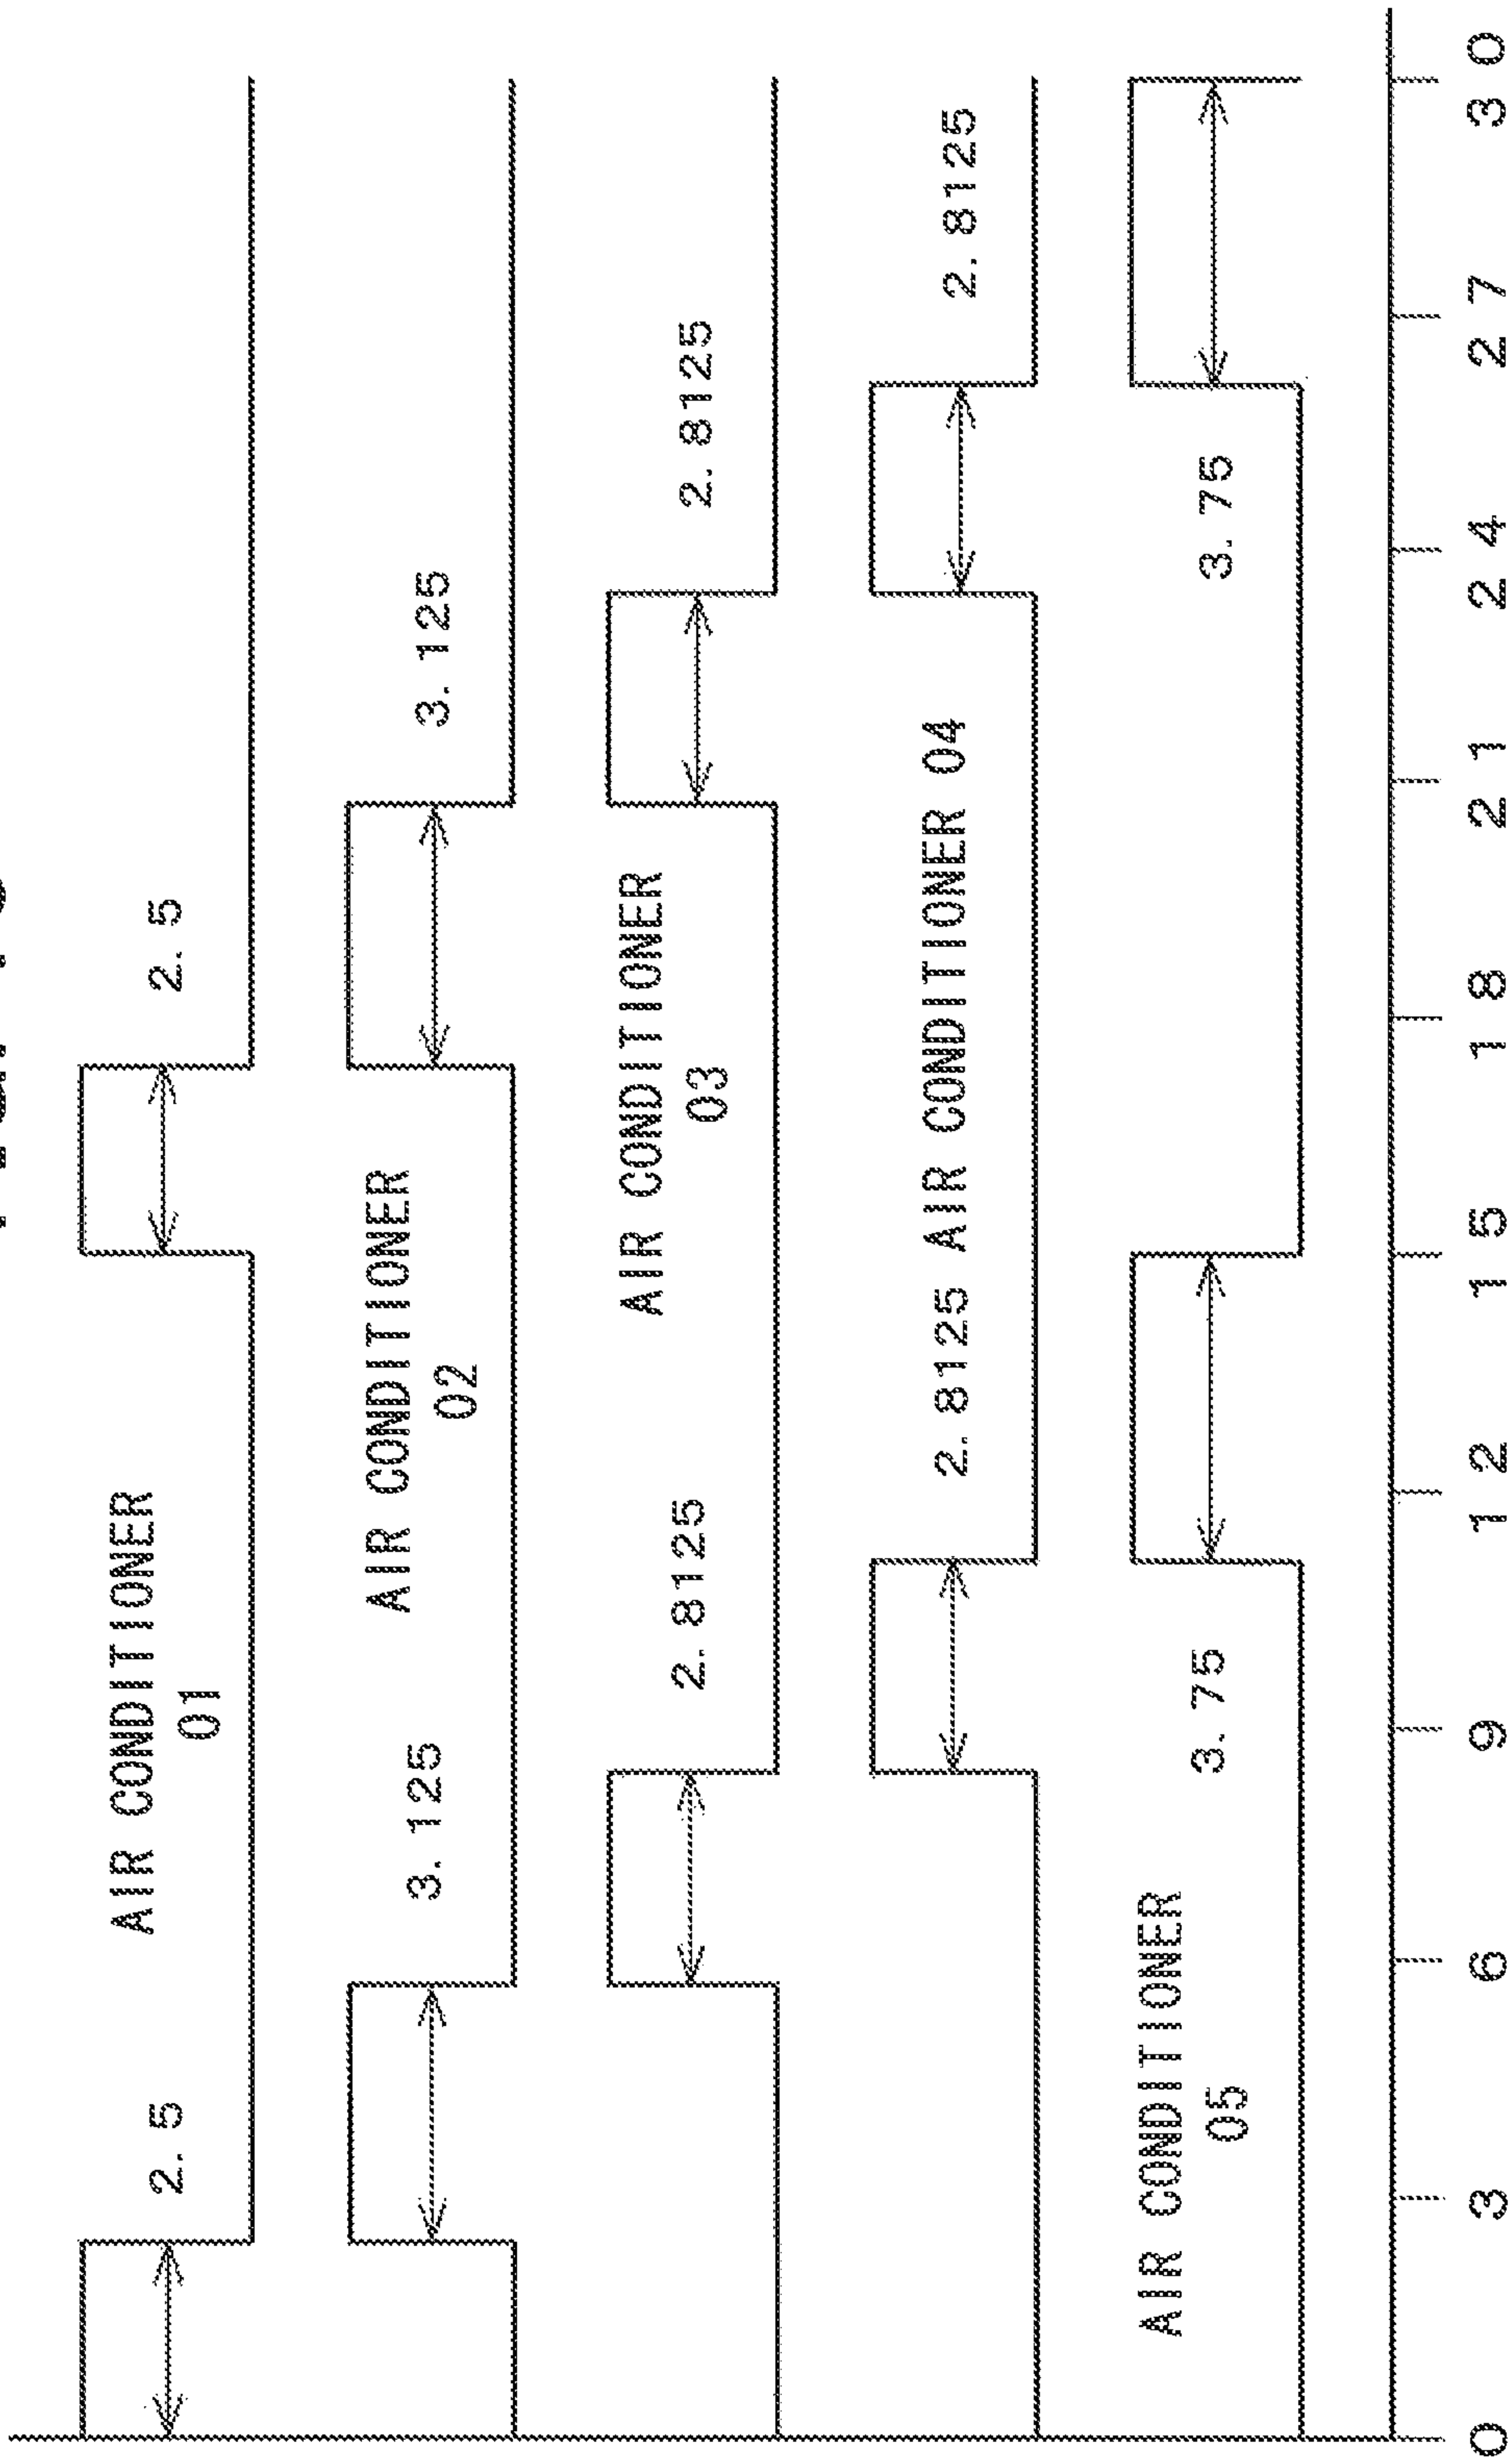 2.5
AIR CONDITIONER
01
2.5
3.125
AIR CONDITIONER
02
3.125
2.8125
AIR CONDITIONER
03
2.8125
2.8125 AIR CONDITIONER 04
2.8125
AIR CONDITIONER
05
3.75
3.75
0 3 6 9 12 15 18 21 24 27 30